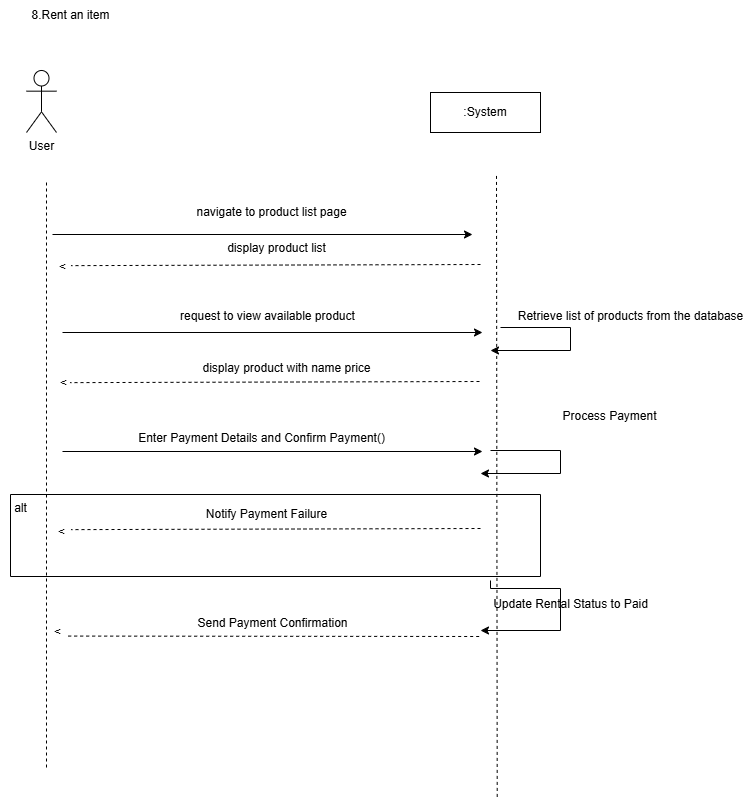 8.Rent an item
:System
User
navigate to product list page
display product list
request to view available product
Retrieve list of products from the database
display product with name price
Process Payment
Enter Payment Details and Confirm Payment()
alt
Notify Payment Failure
Update Rental Status to Paid
Send Payment Confirmation